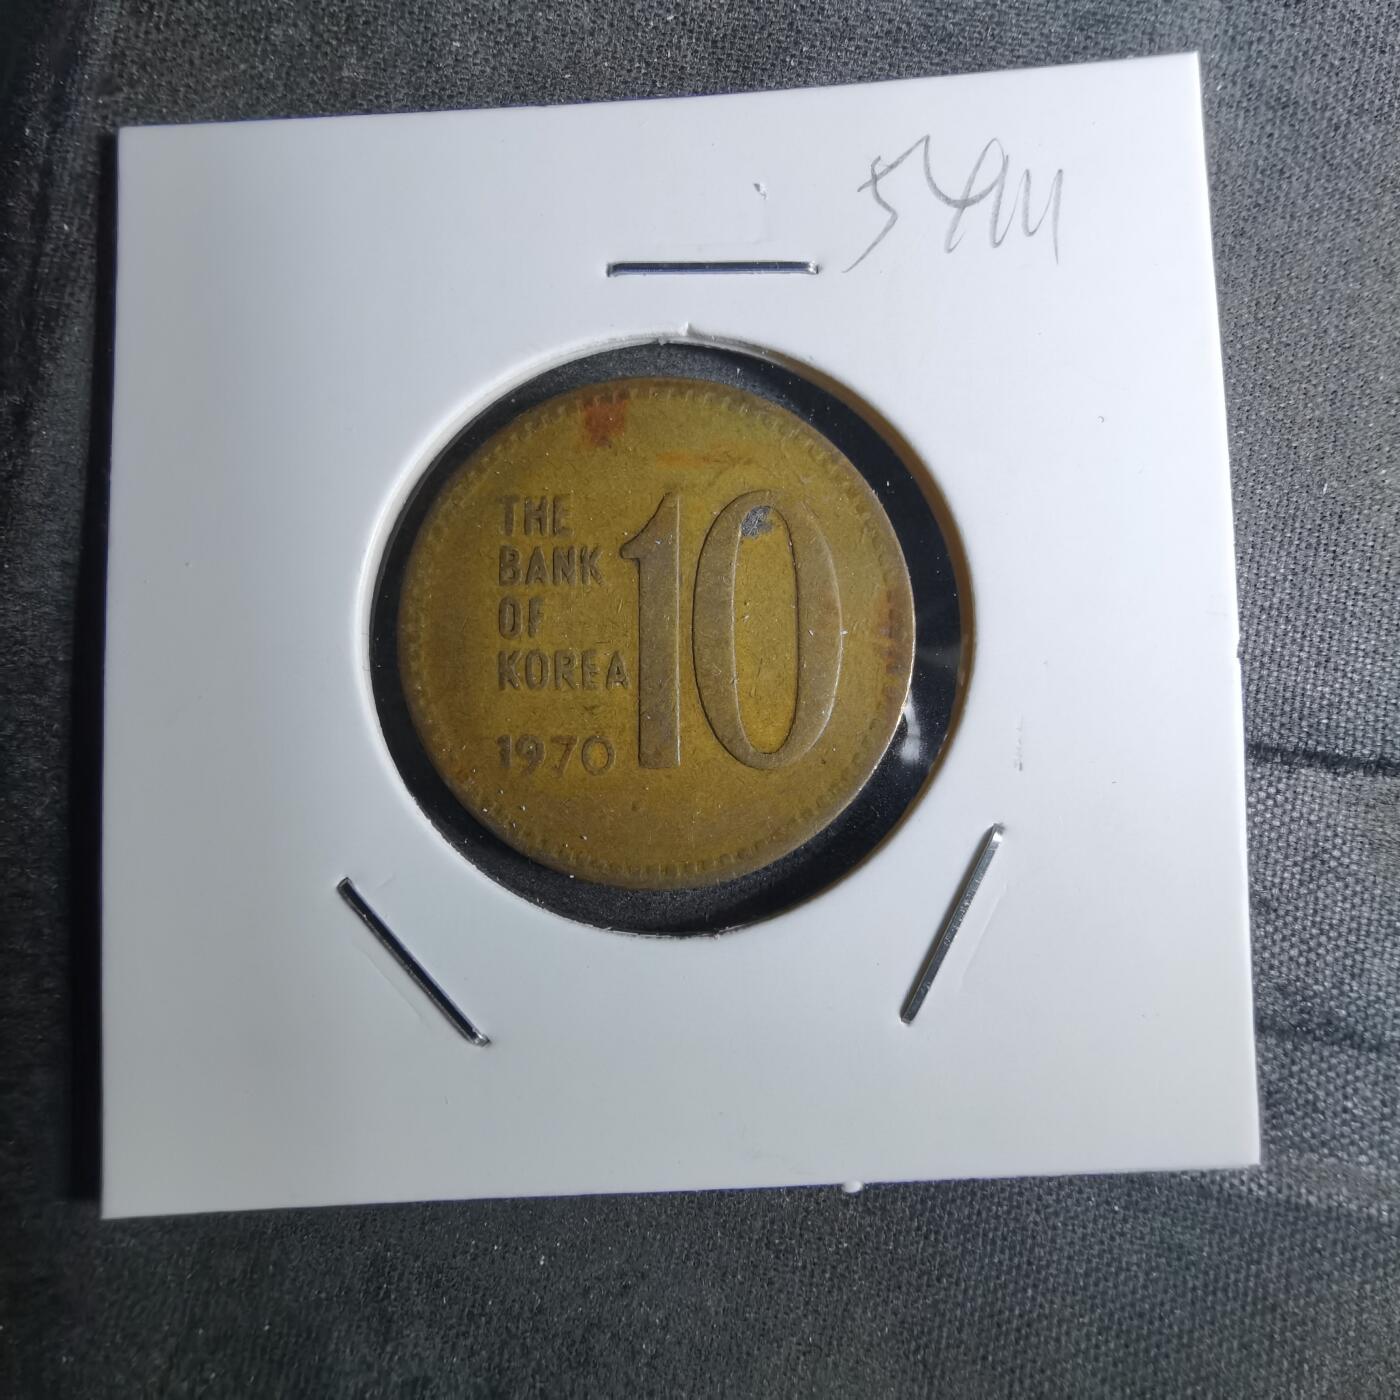 THE
BANK
OF
KOREA
1970
10